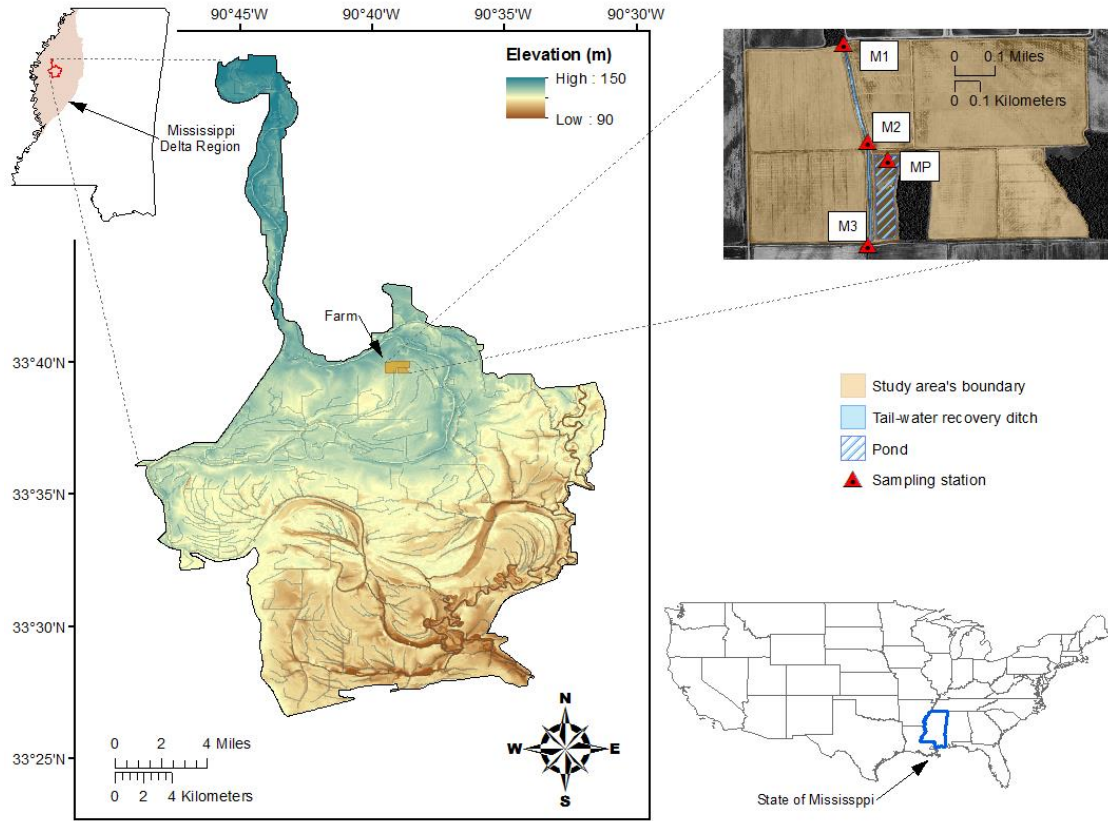 90°45'W
90°40'W
90°35'W
90°30'W
Elevation (m)
High : 150
Low : 90
Mississippi
Delta Region
Farm
33°40'N
33°35'N
33°30'N
33°25'N
0 2 4 Miles
0 2 4 Kilometers
N
W
E
S
M1
0 0.1 Miles
0 0.1 Kilometers
M2
MP
M3
Study area's boundary
Tail-water recovery ditch
Pond
Sampling station
State of Mississppi